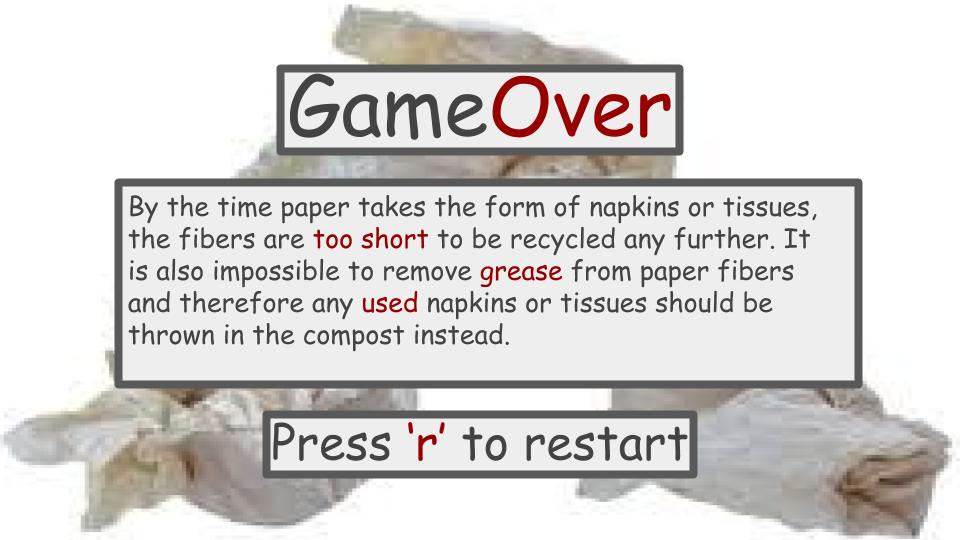 GameOver
By the time paper takes the form of napkins or tissues,
the fibers are too short to be recycled any further. It
is also impossible to remove grease from paper fibers
and therefore any used napkins or tissues should be
thrown in the compost instead.
Press ‘r’ to restart